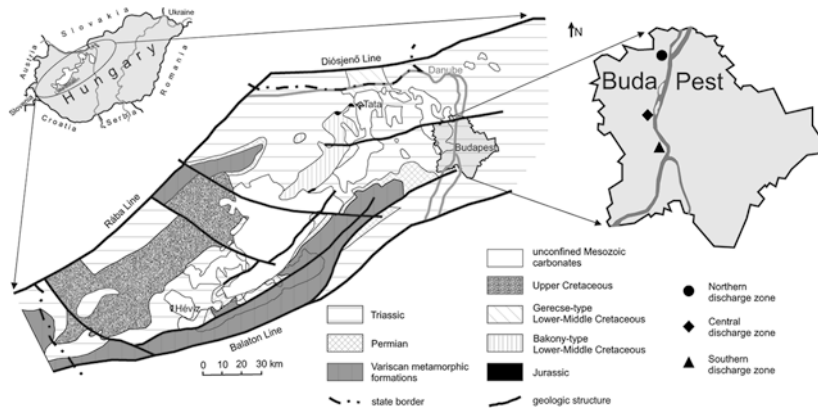 Slovakia
Ukraine
Austria
Hungary
Romania
Slovenia
Croatia
Serbia
Diósjenő Line
Danube
Tata
Budapest
Rába Line
Hévíz
Balaton Line
0 10 20 30 km
N
Buda Pest
Triassic
Permian
Variscan metamorphic
formations
state border
unconfined Mesozoic
carbonates
Upper Cretaceous
Gerecse-type
Lower-Middle Cretaceous
Bakony-type
Lower-Middle Cretaceous
Jurassic
geologic structure
Northern
discharge zone
Central
discharge zone
Southern
discharge zone